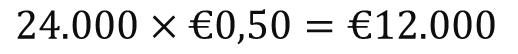 24.000 × €0,50 = €12.000